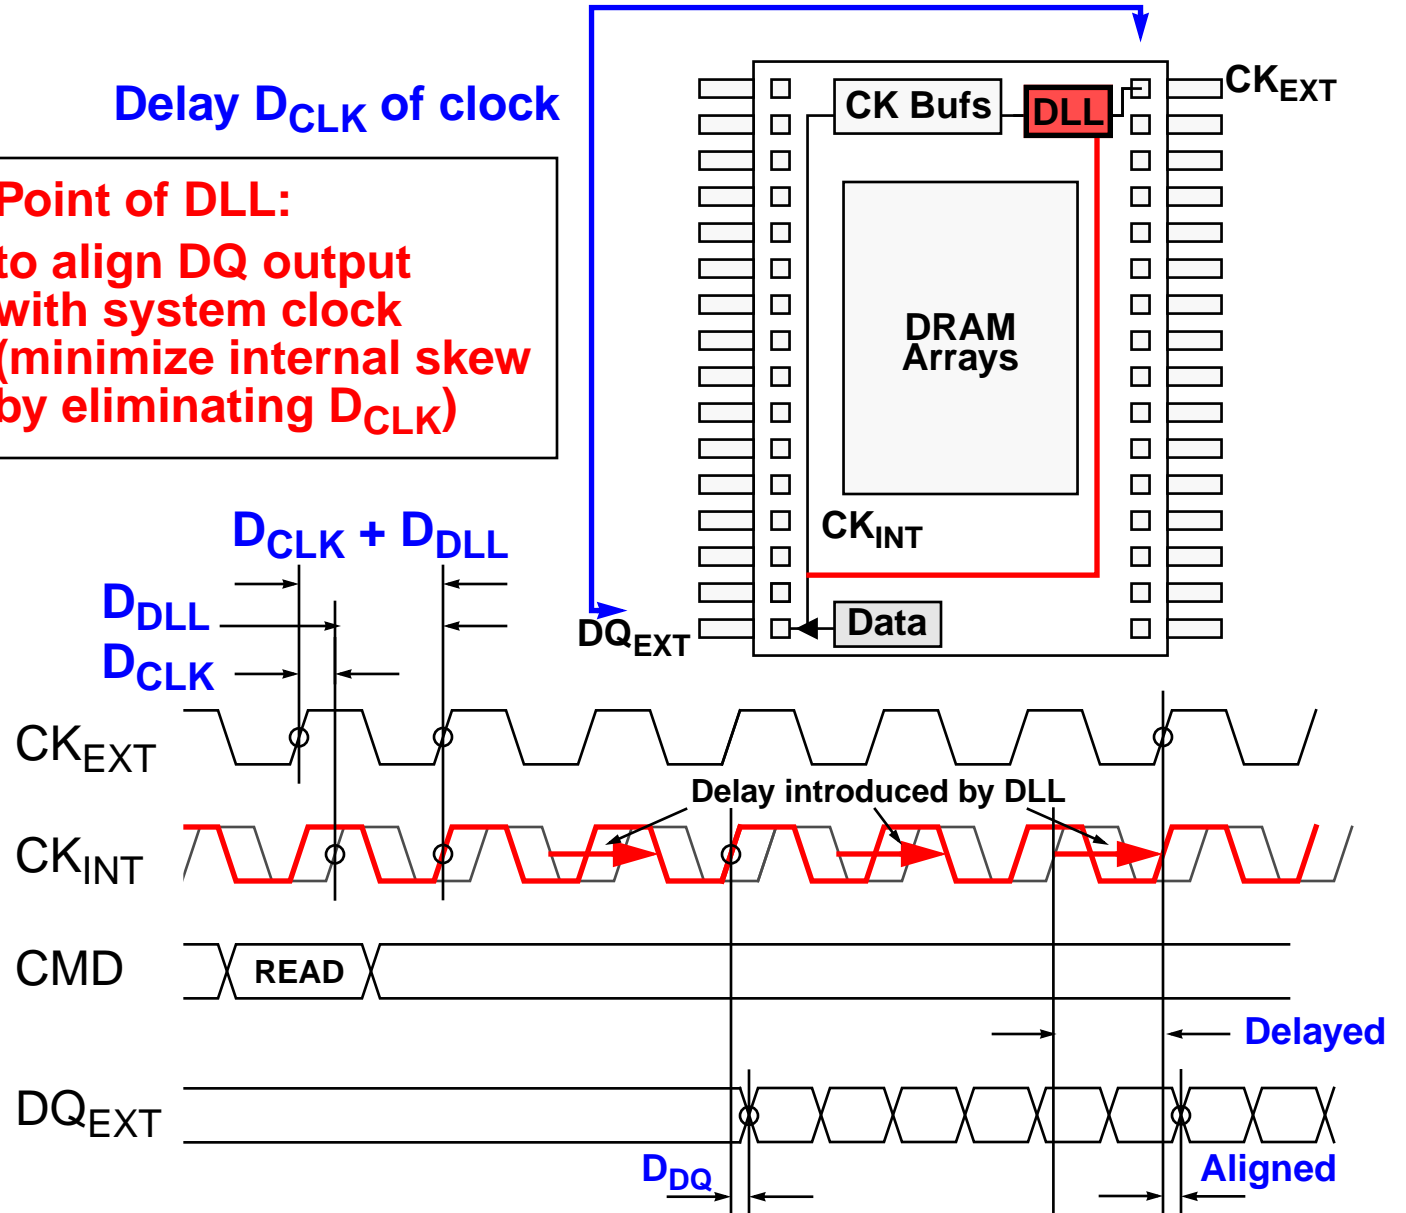 Delay DCLK of clock
Point of DLL:
to align DQ output
with system clock
(minimize internal skew
by eliminating DCLK)
CK Bufs
DLL
CKEXT
DRAM
Arrays
CKINT
Data
DQEXT
DCLK + DDLL
DDLL
DCLK
CKEXT
Delay introduced by DLL
CKINT
CMD
READ
Delayed
DQEXT
DDQ
Aligned